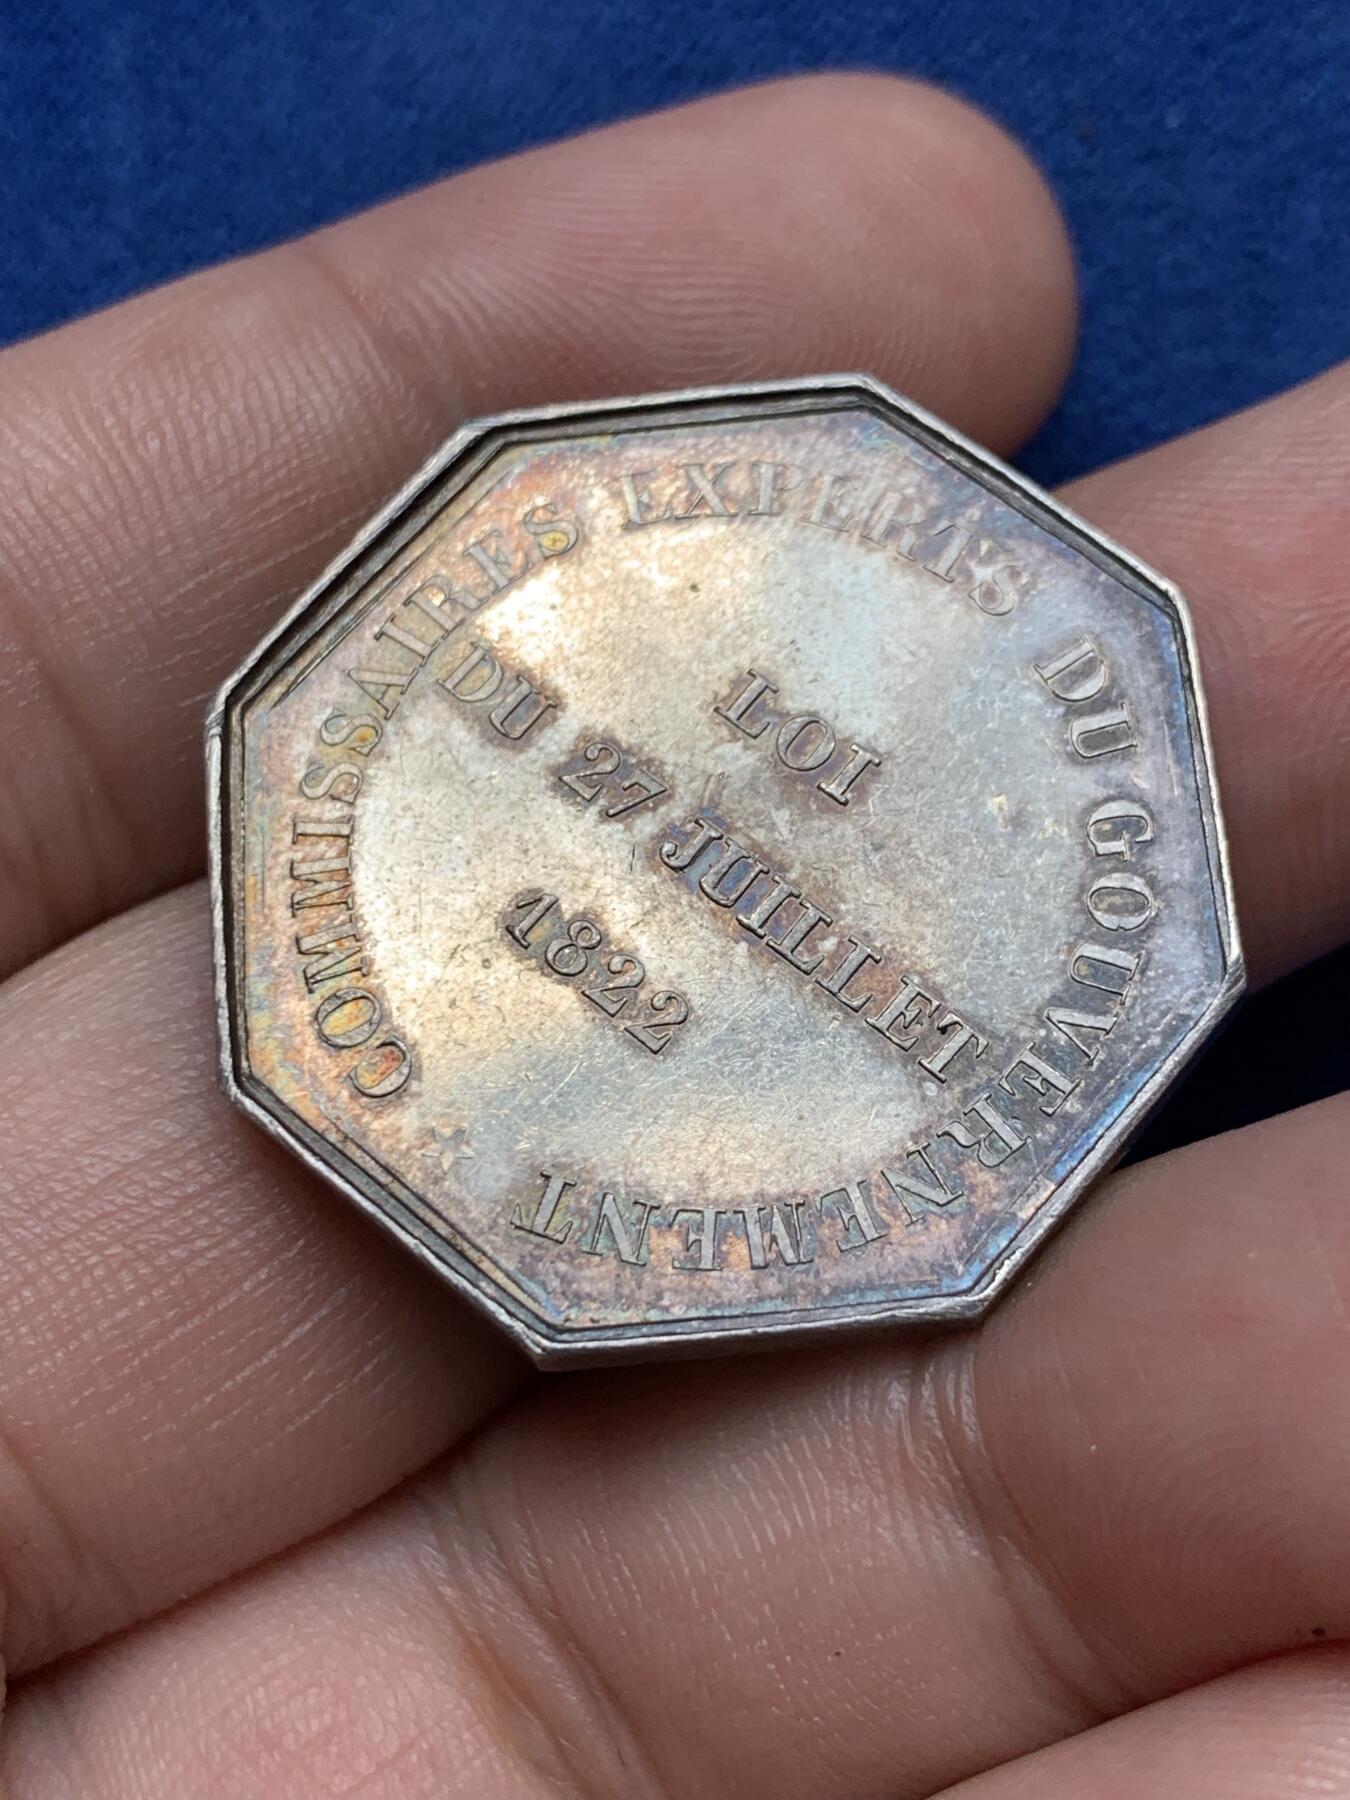 COMMISSAIRES EXPERTS DU GOUVERNEMENT
LOI
DU 27 JUILLET
1822